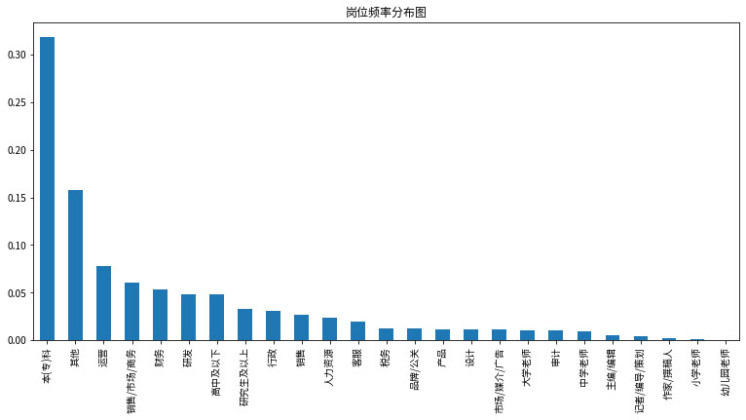 岗位频率分布图
0.30
0.25
0.20
0.15
0.10
0.05
0.00
本(专)科
其他
运营
销售/市场/商务
财务
研发
高中及以下
研究生及以上
行政
销售
人力资源
客服
税务
品牌/公关
产品
设计
市场/媒介/广告
大学老师
审计
中学老师
主编/编辑
记者/编导/策划
作家/撰稿人
小学老师
幼儿园老师